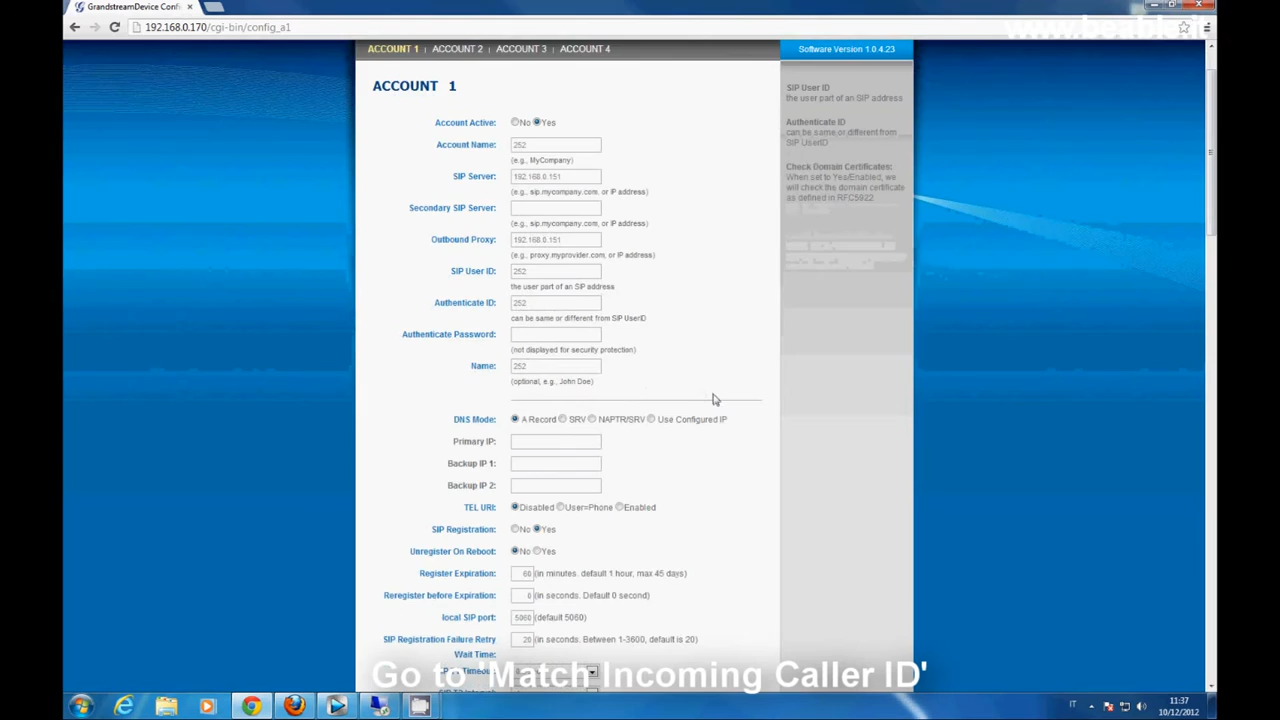 GrandstreamDevice Confi
192.168.0.170/cgi-bin/config_a1
ACCOUNT 1 | ACCOUNT 2 | ACCOUNT 3 | ACCOUNT 4
Software Version 1.0.4.23
ACCOUNT 1
Account Active: No Yes
Account Name: 252
(e.g., MyCompany)
SIP Server: 192.168.0.151
(e.g., sip.mycompany.com, or IP address)
Secondary SIP Server:
(e.g., sip.mycompany.com, or IP address)
Outbound Proxy: 192.168.0.151
(e.g., proxy.myprovider.com, or IP address)
SIP User ID: 252
the user part of an SIP address
Authenticate ID: 252
can be same or different from SIP UserID
Authenticate Password:
(not displayed for security protection)
Name: 252
(optional, e.g., John Doe)
DNS Mode: A Record SRV NAPTR/SRV Use Configured IP
Primary IP:
Backup IP 1:
Backup IP 2:
TEL URI: Disabled User=Phone Enabled
SIP Registration: No Yes
Unregister On Reboot: No Yes
Register Expiration: 60 (in minutes. default 1 hour, max 45 days)
Reregister before Expiration: 0 (in seconds. Default 0 second)
local SIP port: 5060 (default 5060)
SIP Registration Failure Retry 20 (in seconds. Between 1-3600, default is 20)
Wait Time:
SIP User ID
the user part of an SIP address
Authenticate ID
can be same or different from
SIP UserID
Check Domain Certificates:
When set to Yes/Enabled, we
will check the domain certificate
as defined in RFC5922
Go to 'Match Incoming Caller ID'
IT
11:37
10/12/2012